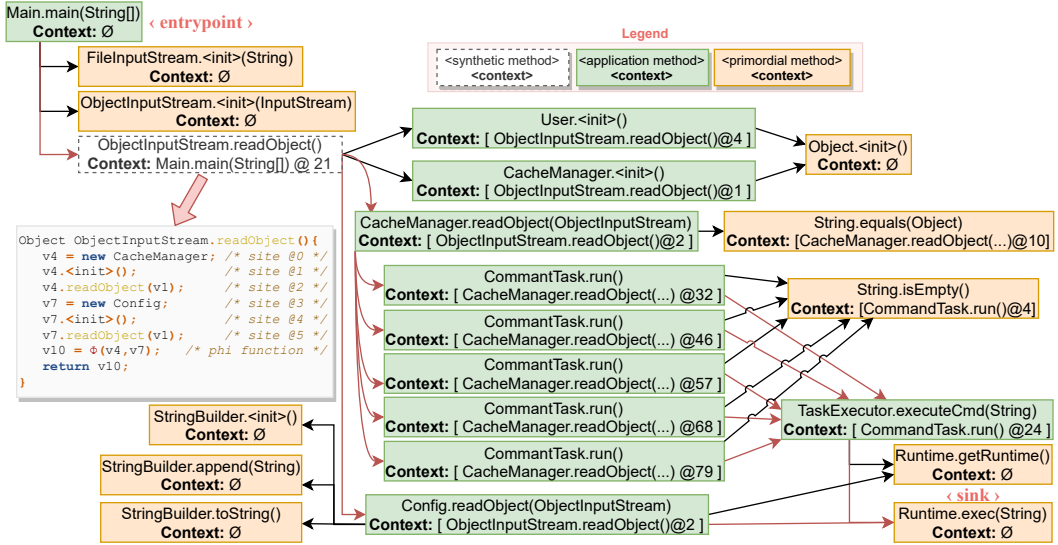 Main.main(String[])
Context: Ø
‹ entrypoint ›
FileInputStream.<init>(String)
Context: Ø
ObjectInputStream.<init>(InputStream)
Context: Ø
ObjectInputStream.readObject()
Context: Main.main(String[]) @ 21
Legend
<synthetic method>
<context>
<application method>
<context>
<primordial method>
<context>
User.<init>()
Context: [ ObjectInputStream.readObject()@4 ]
CacheManager.<init>()
Context: [ ObjectInputStream.readObject()@1 ]
Object.<init>()
Context: Ø
CacheManager.readObject(ObjectInputStream)
Context: [ ObjectInputStream.readObject()@2 ]
String.equals(Object)
Context: [CacheManager.readObject(...)@10]
Object ObjectInputStream.readObject(){
v4 = new CacheManager; /* site @0 */
v4.<init>(); /* site @1 */
v4.readObject(v1); /* site @2 */
v7 = new Config; /* site @3 */
v7.<init>(); /* site @4 */
v7.readObject(v1); /* site @5 */
v10 = Φ(v4,v7); /* phi function */
return v10;
}
CommantTask.run()
Context: [ CacheManager.readObject(...) @32 ]
CommantTask.run()
Context: [ CacheManager.readObject(...) @46 ]
CommantTask.run()
Context: [ CacheManager.readObject(...) @57 ]
CommantTask.run()
Context: [ CacheManager.readObject(...) @68 ]
CommantTask.run()
Context: [ CacheManager.readObject(...) @79 ]
String.isEmpty()
Context: [CommandTask.run()@4]
TaskExecutor.executeCmd(String)
Context: [ CommandTask.run() @24 ]
StringBuilder.<init>()
Context: Ø
StringBuilder.append(String)
Context: Ø
StringBuilder.toString()
Context: Ø
Config.readObject(ObjectInputStream)
Context: [ ObjectInputStream.readObject()@2 ]
Runtime.getRuntime()
Context: Ø
‹ sink ›
Runtime.exec(String)
Context: Ø